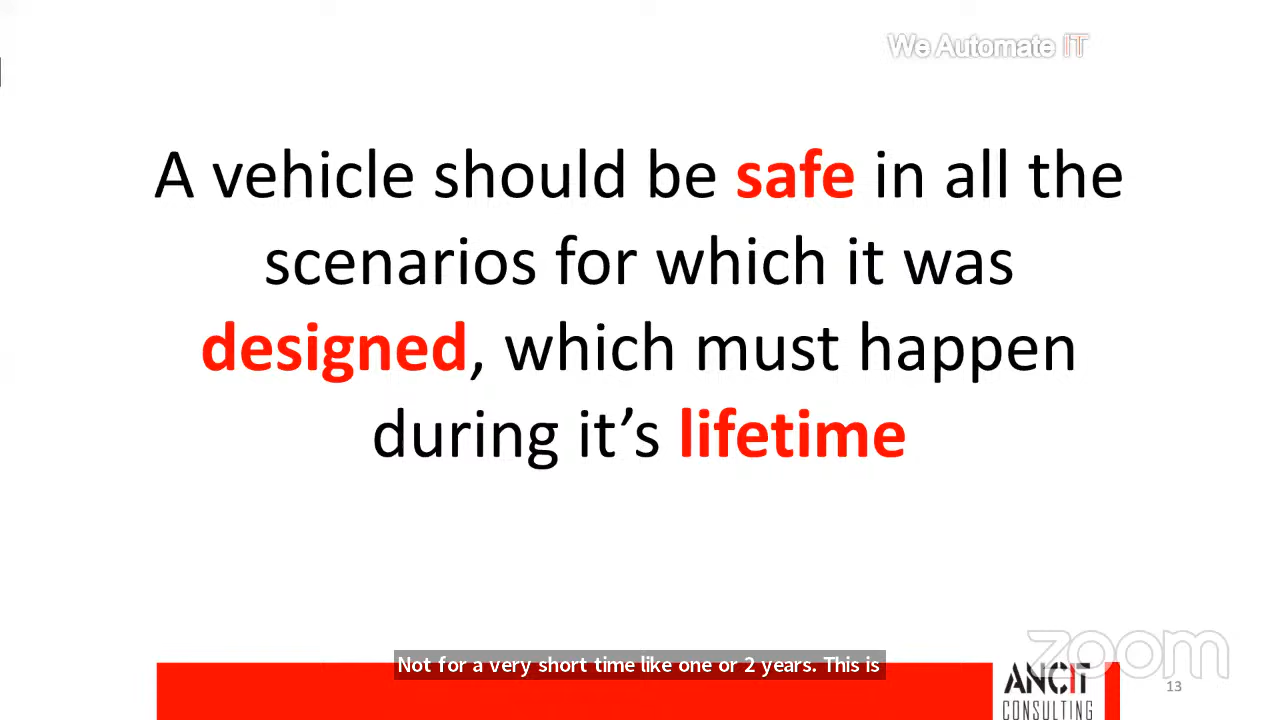 We Automate IT
A vehicle should be safe in all the
scenarios for which it was
designed, which must happen
during it’s lifetime
Not for a very short time like one or 2 years. This is
zoom
ANCIT
CONSULTING
13